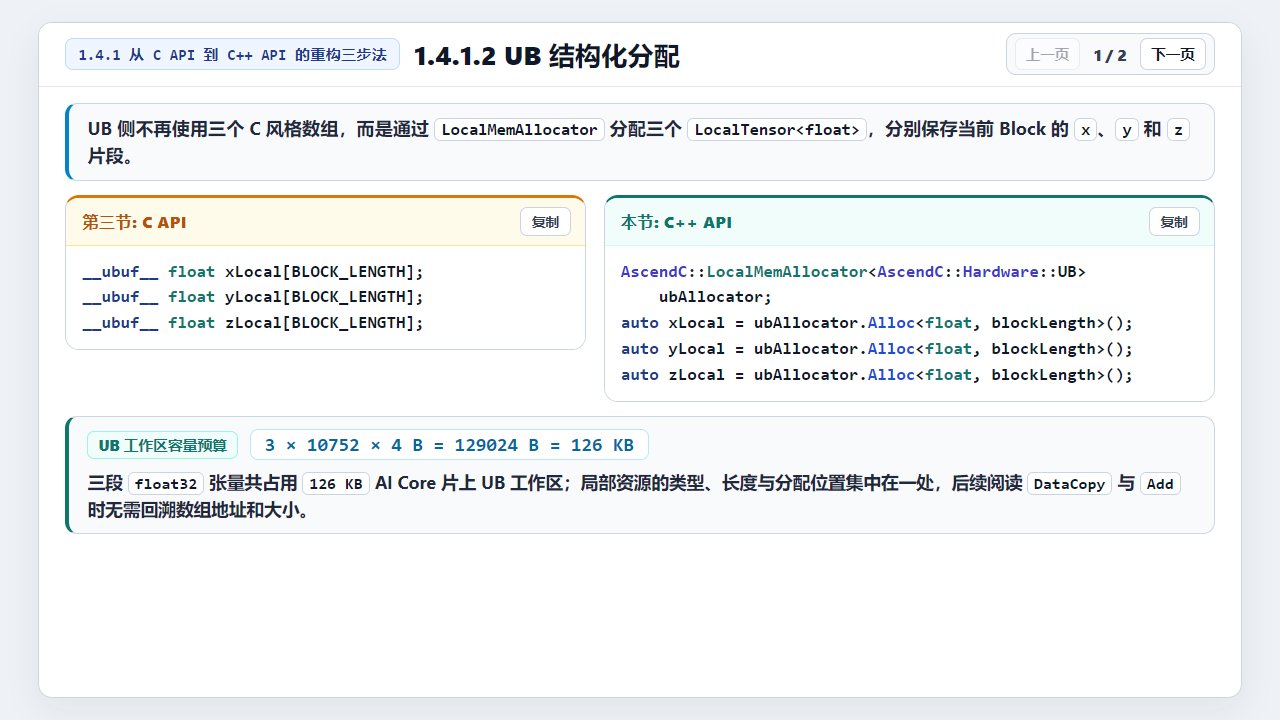 1.4.1 从 C API 到 C++ API 的重构三步法
1.4.1.2 UB 结构化分配
上一页
1 / 2
下一页
UB 侧不再使用三个 C 风格数组，而是通过 LocalMemAllocator 分配三个 LocalTensor<float>，分别保存当前 Block 的 x、y 和 z
片段。
第三节: C API
复制
__ubuf__ float xLocal[BLOCK_LENGTH];
__ubuf__ float yLocal[BLOCK_LENGTH];
__ubuf__ float zLocal[BLOCK_LENGTH];
本节: C++ API
复制
AscendC::LocalMemAllocator<AscendC::Hardware::UB>
    ubAllocator;
auto xLocal = ubAllocator.Alloc<float, blockLength>();
auto yLocal = ubAllocator.Alloc<float, blockLength>();
auto zLocal = ubAllocator.Alloc<float, blockLength>();
UB 工作区容量预算
3 × 10752 × 4 B = 129024 B = 126 KB
三段 float32 张量共占用 126 KB AI Core 片上 UB 工作区；局部资源的类型、长度与分配位置集中在一处，后续阅读 DataCopy 与 Add
时无需回溯数组地址和大小。